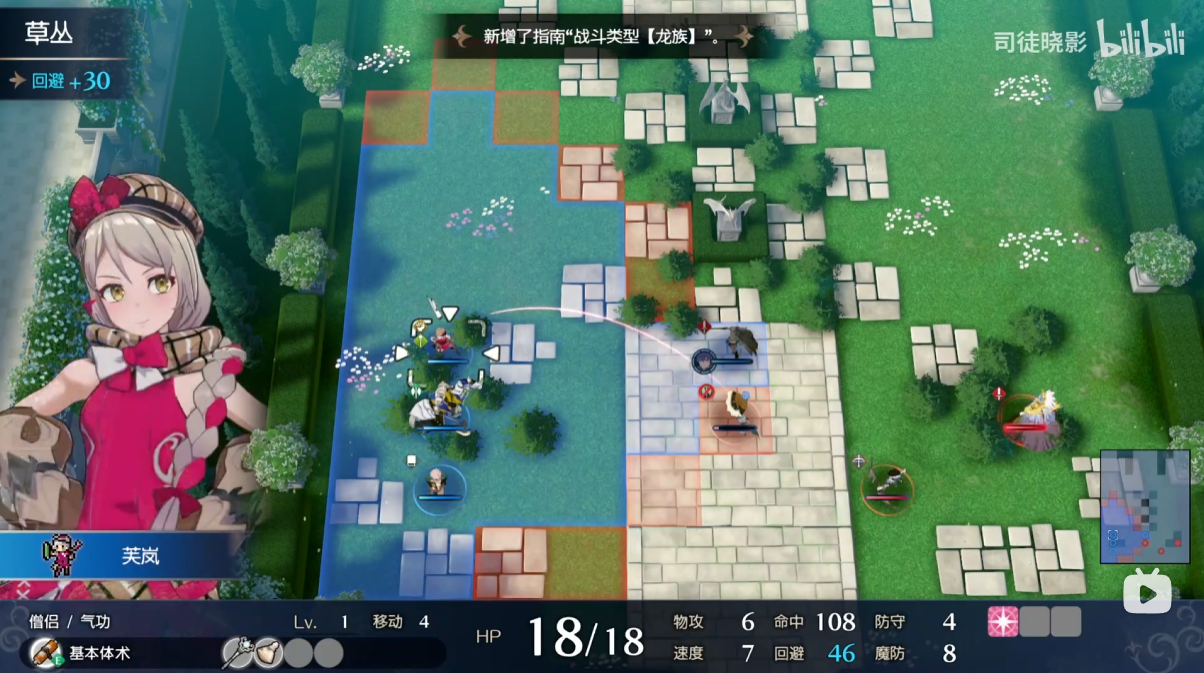 草丛
回避 +30
新增了指南“战斗类型【龙族】”。
司徒晓影 bilibili
芙岚
僧侣 / 气功 Lv. 1 移动 4
E 基本体术
HP 18/18
物攻 6 命中 108 防守 4
速度 7 回避 46 魔防 8